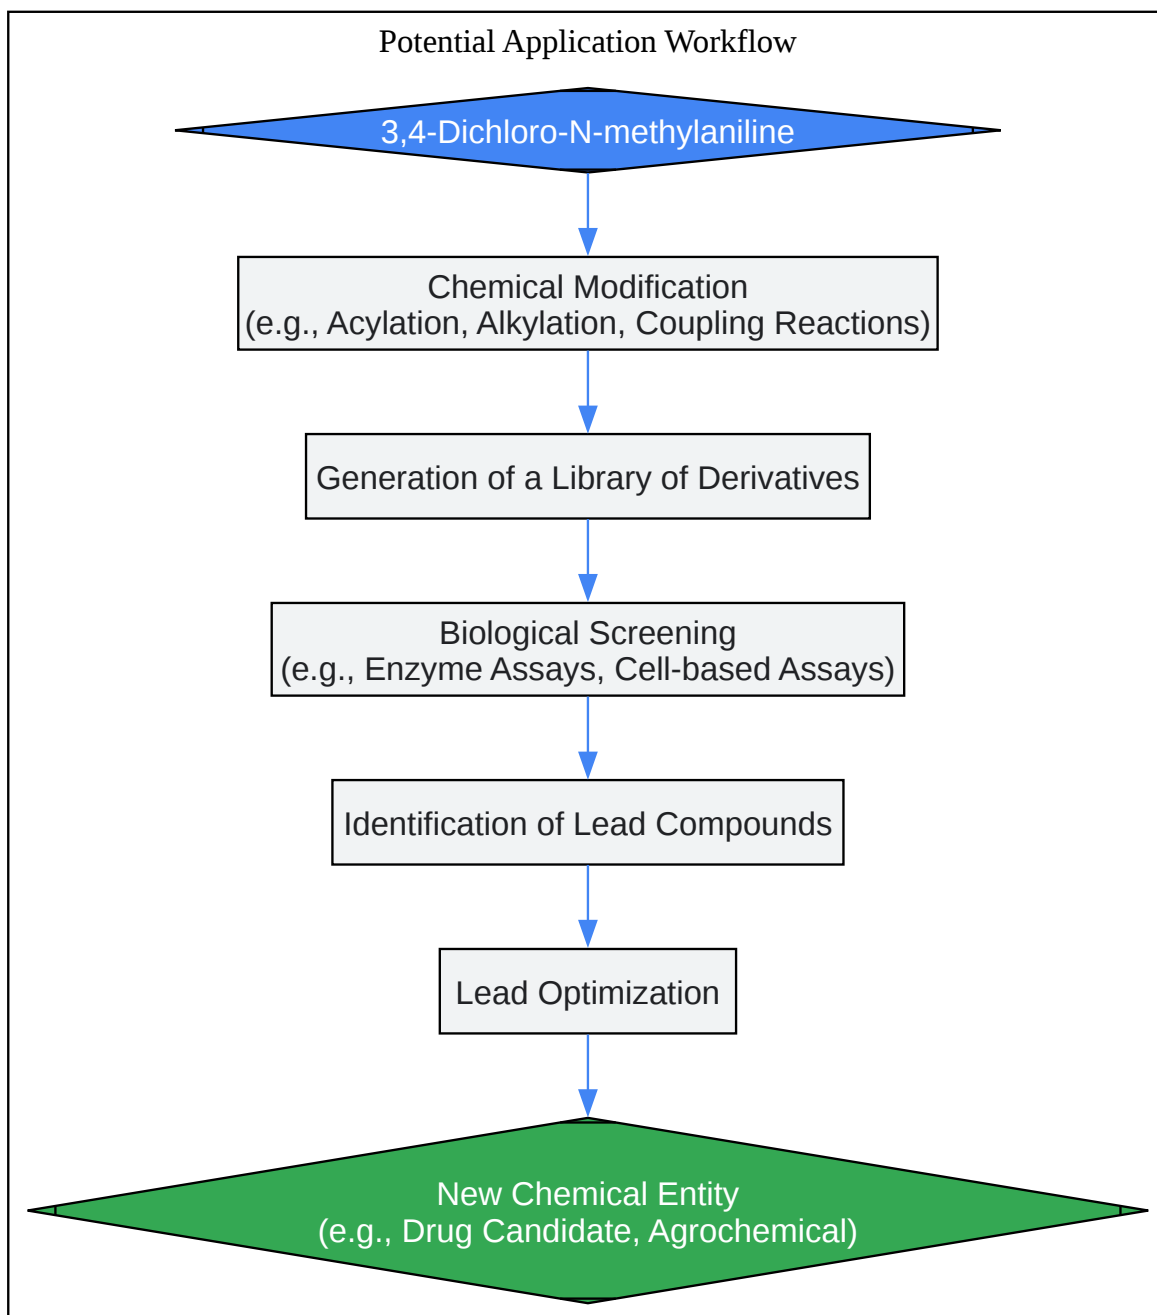 Potential Application Workflow
3,4-Dichloro-N-methylaniline
Chemical Modification
(e.g., Acylation, Alkylation, Coupling Reactions)
Generation of a Library of Derivatives
Biological Screening
(e.g., Enzyme Assays, Cell-based Assays)
Identification of Lead Compounds
Lead Optimization
New Chemical Entity
(e.g., Drug Candidate, Agrochemical)